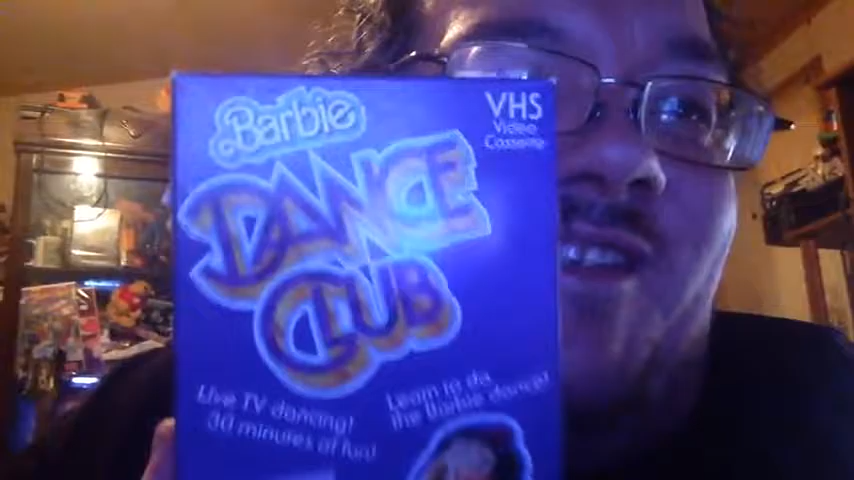 Barbie
VHS
Video
Cassette
DANCE
CLUB
Live TV dancing!
30 minutes of fun!
Learn to do
the Barbie dance!